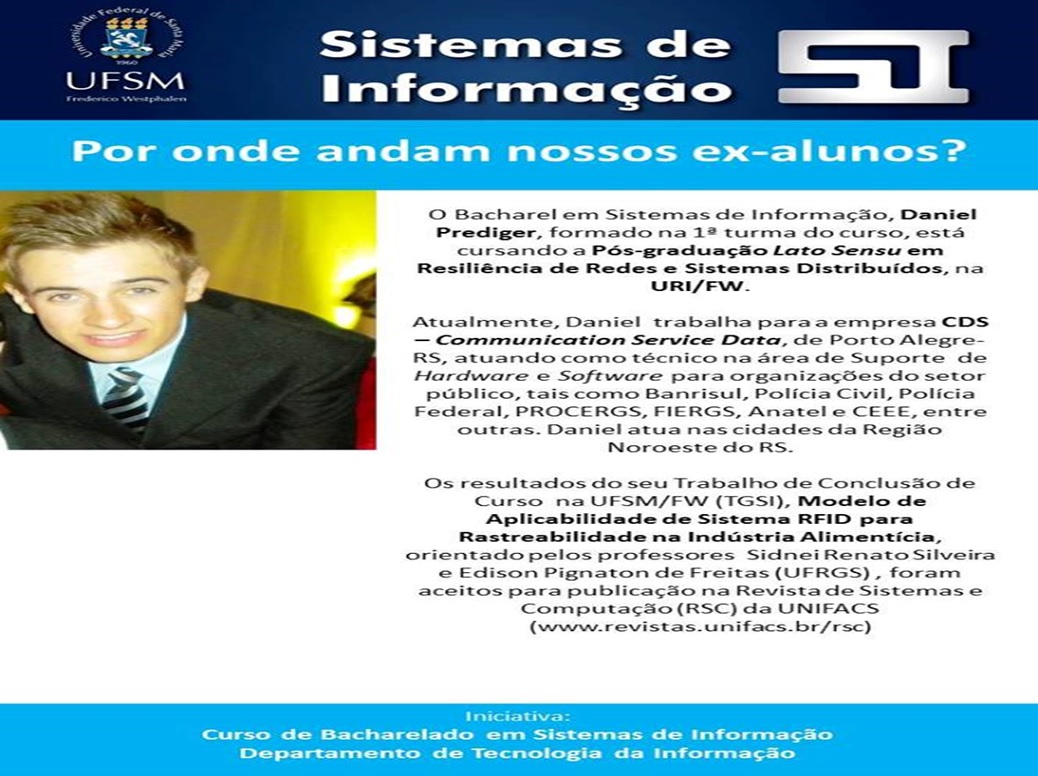 Universidade Federal de Santa Maria
1960
UFSM
Frederico Westphalen
Sistemas de
Informação
SI
Por onde andam nossos ex-alunos?
O Bacharel em Sistemas de Informação, Daniel
Prediger, formado na 1ª turma do curso, está
cursando a Pós-graduação Lato Sensu em
Resiliência de Redes e Sistemas Distribuídos, na
URI/FW.
Atualmente, Daniel trabalha para a empresa CDS
– Communication Service Data, de Porto Alegre-
RS, atuando como técnico na área de Suporte de
Hardware e Software para organizações do setor
público, tais como Banrisul, Polícia Civil, Polícia
Federal, PROCERGS, FIERGS, Anatel e CEEE, entre
outras. Daniel atua nas cidades da Região
Noroeste do RS.
Os resultados do seu Trabalho de Conclusão de
Curso na UFSM/FW (TGSI), Modelo de
Aplicabilidade de Sistema RFID para
Rastreabilidade na Indústria Alimentícia,
orientado pelos professores Sidnei Renato Silveira
e Edison Pignaton de Freitas (UFRGS) , foram
aceitos para publicação na Revista de Sistemas e
Computação (RSC) da UNIFACS
(www.revistas.unifacs.br/rsc)
Iniciativa:
Curso de Bacharelado em Sistemas de Informação
Departamento de Tecnologia da Informação